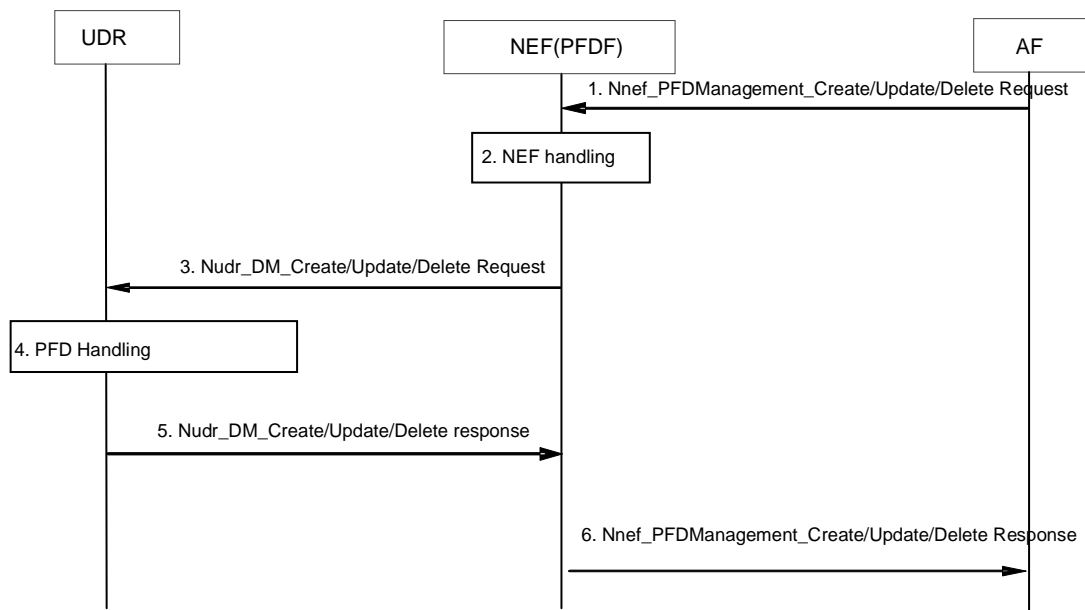 UDR
NEF(PFDF)
AF
1. Nnef_PFDManagement_Create/Update/Delete Request
2. NEF handling
3. Nudr_DM_Create/Update/Delete Request
4. PFD Handling
5. Nudr_DM_Create/Update/Delete response
6. Nnef_PFDManagement_Create/Update/Delete Response